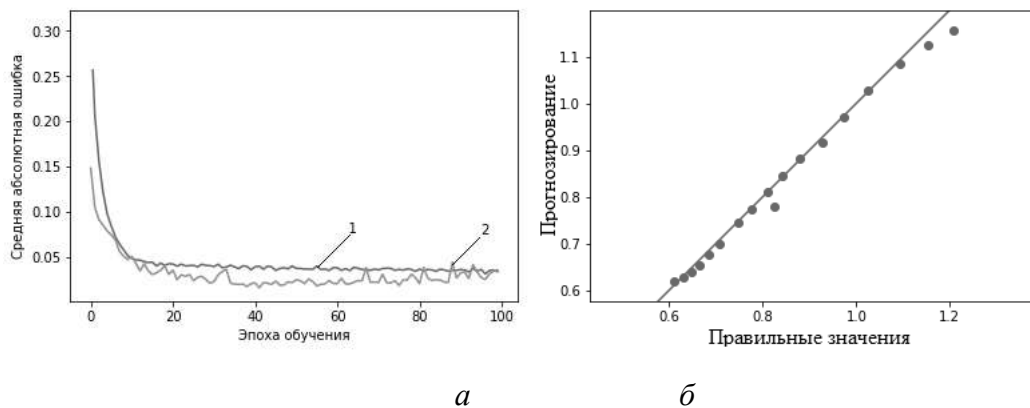 Средняя абсолютная ошибка
0.30
0.25
0.20
0.15
0.10
0.05
1
2
0 20 40 60 80 100
Эпоха обучения
Прогнозирование
1.1
1.0
0.9
0.8
0.7
0.6
0.6 0.8 1.0 1.2
Правильные значения
а б